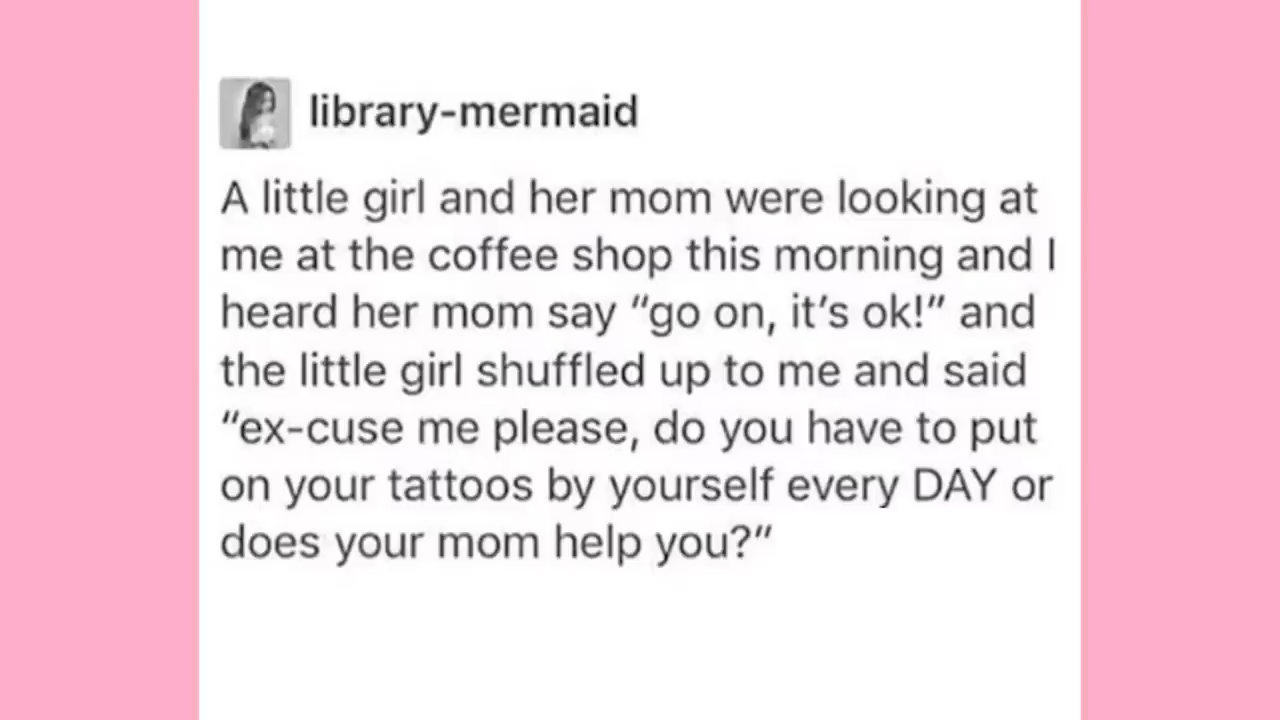 library-mermaid
A little girl and her mom were looking at
me at the coffee shop this morning and I
heard her mom say “go on, it’s ok!” and
the little girl shuffled up to me and said
“ex-cuse me please, do you have to put
on your tattoos by yourself every DAY or
does your mom help you?”